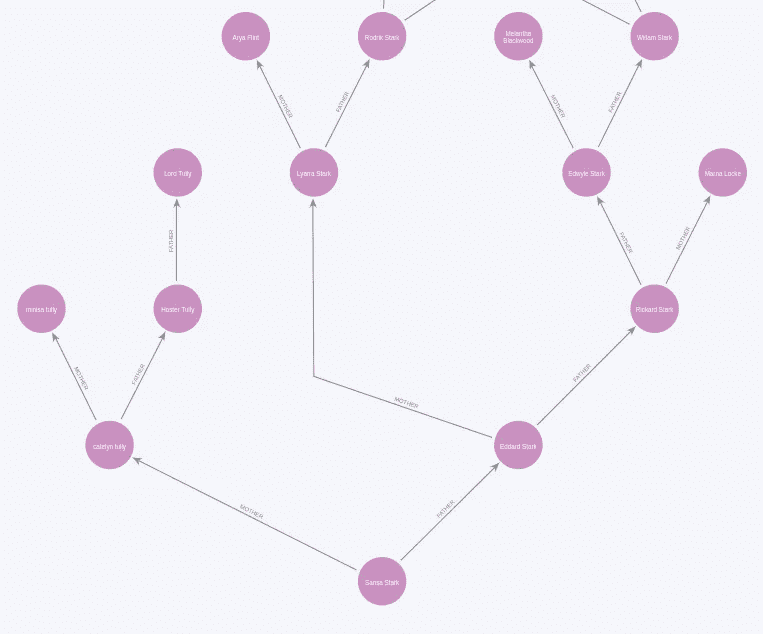 Arya Flint
Rodrik Stark
Melantha
Blackwood
Willam Stark
MOTHER
FATHER
MOTHER
FATHER
Lord Tully
Lyarra Stark
Edwyle Stark
Marna Locke
FATHER
FATHER
MOTHER
minisa tully
Hoster Tully
Rickard Stark
MOTHER
FATHER
FATHER
MOTHER
catelyn tully
Eddard Stark
MOTHER
FATHER
Sansa Stark